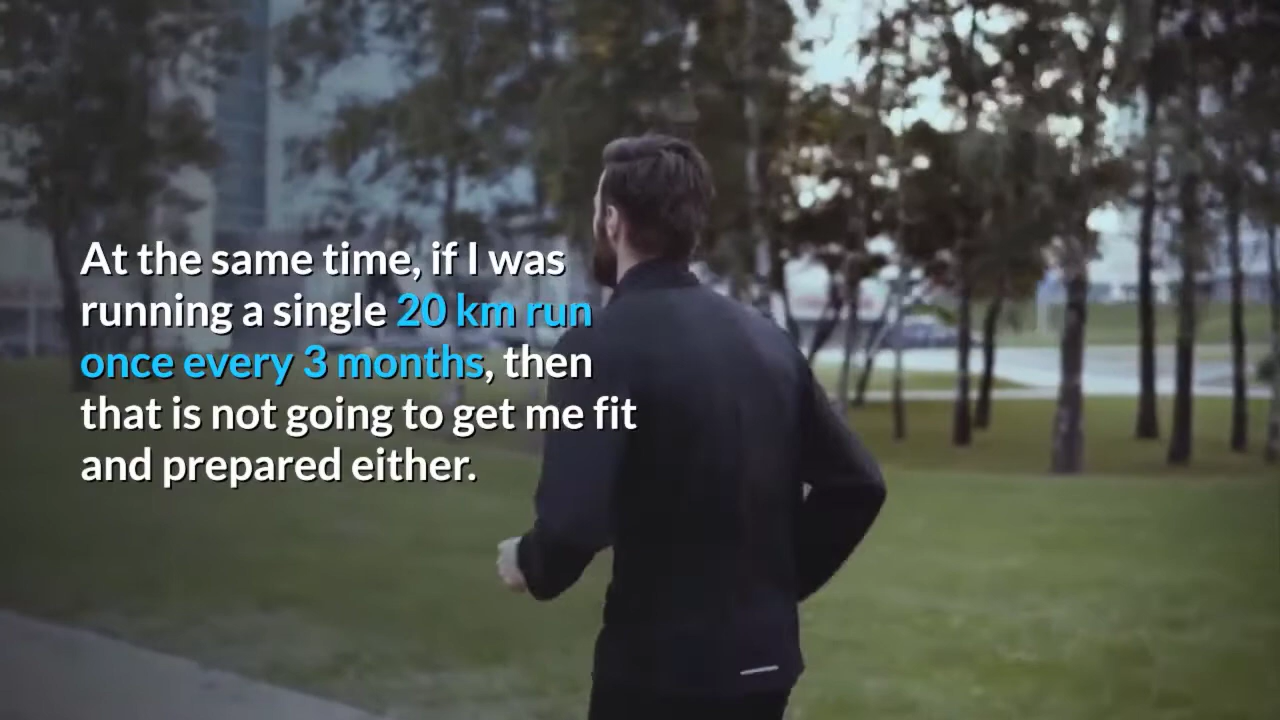 At the same time, if I was
running a single 20 km run
once every 3 months, then
that is not going to get me fit
and prepared either.